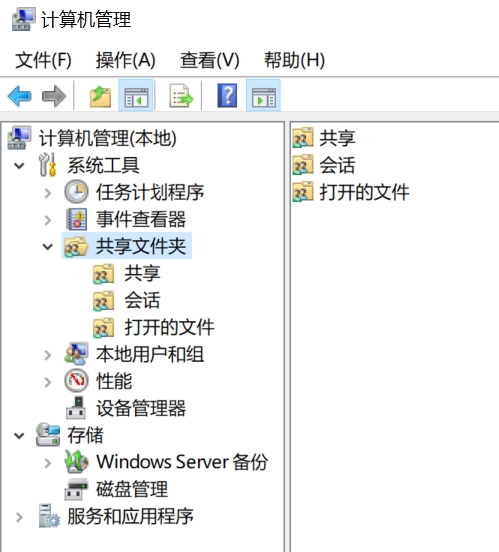 计算机管理
文件(F) 操作(A) 查看(V) 帮助(H)
计算机管理(本地)
系统工具
任务计划程序
事件查看器
共享文件夹
共享
会话
打开的文件
本地用户和组
性能
设备管理器
存储
Windows Server 备份
磁盘管理
服务和应用程序
共享
会话
打开的文件